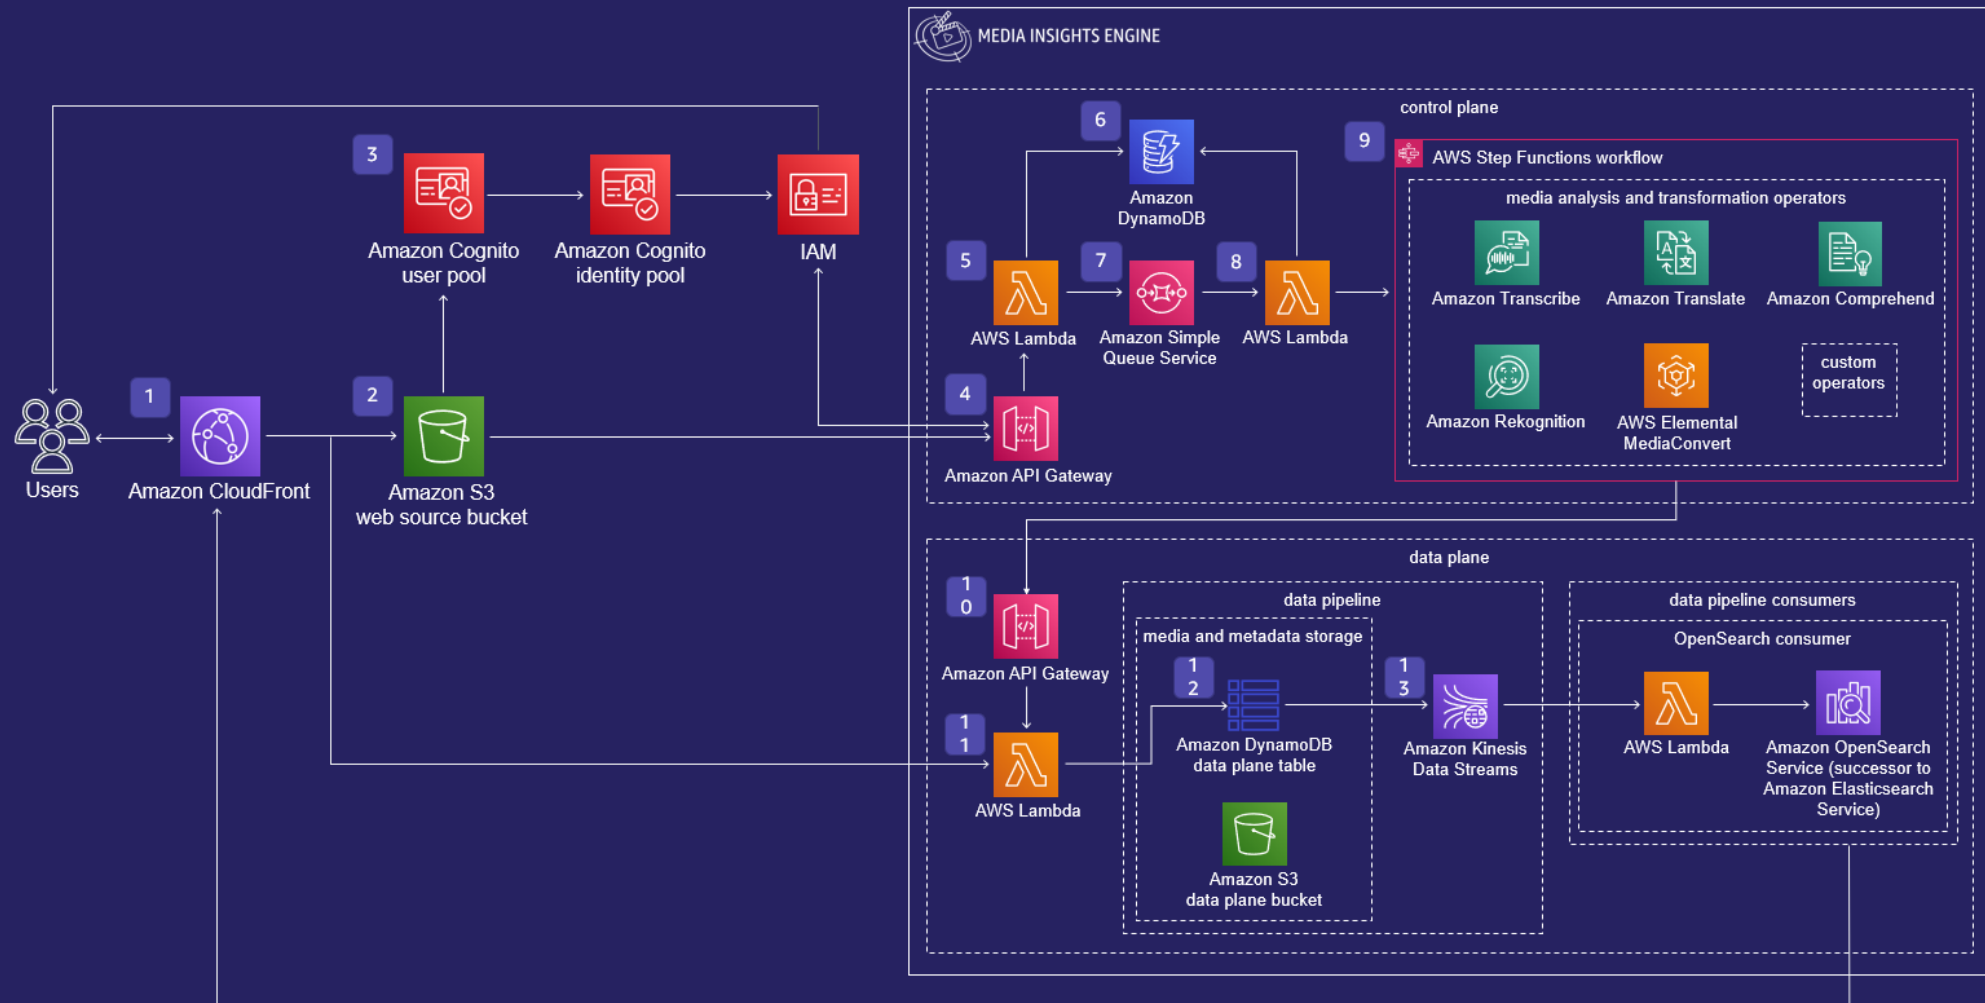 MEDIA INSIGHTS ENGINE
control plane
6
3
9
AWS Step Functions workflow
media analysis and transformation operators
Amazon
DynamoDB
Amazon Cognito
user pool
Amazon Cognito
identity pool
IAM
5
7
8
Amazon Transcribe
Amazon Translate
Amazon Comprehend
AWS Lambda
Amazon Simple
Queue Service
AWS Lambda
custom
operators
1
2
4
Amazon Rekognition
AWS Elemental
MediaConvert
Users
Amazon CloudFront
Amazon S3
web source bucket
Amazon API Gateway
data plane
1
0
data pipeline
data pipeline consumers
media and metadata storage
OpenSearch consumer
Amazon API Gateway
1
2
1
3
1
1
Amazon DynamoDB
data plane table
Amazon Kinesis
Data Streams
AWS Lambda
Amazon OpenSearch
Service (successor to
Amazon Elasticsearch
Service)
AWS Lambda
Amazon S3
data plane bucket